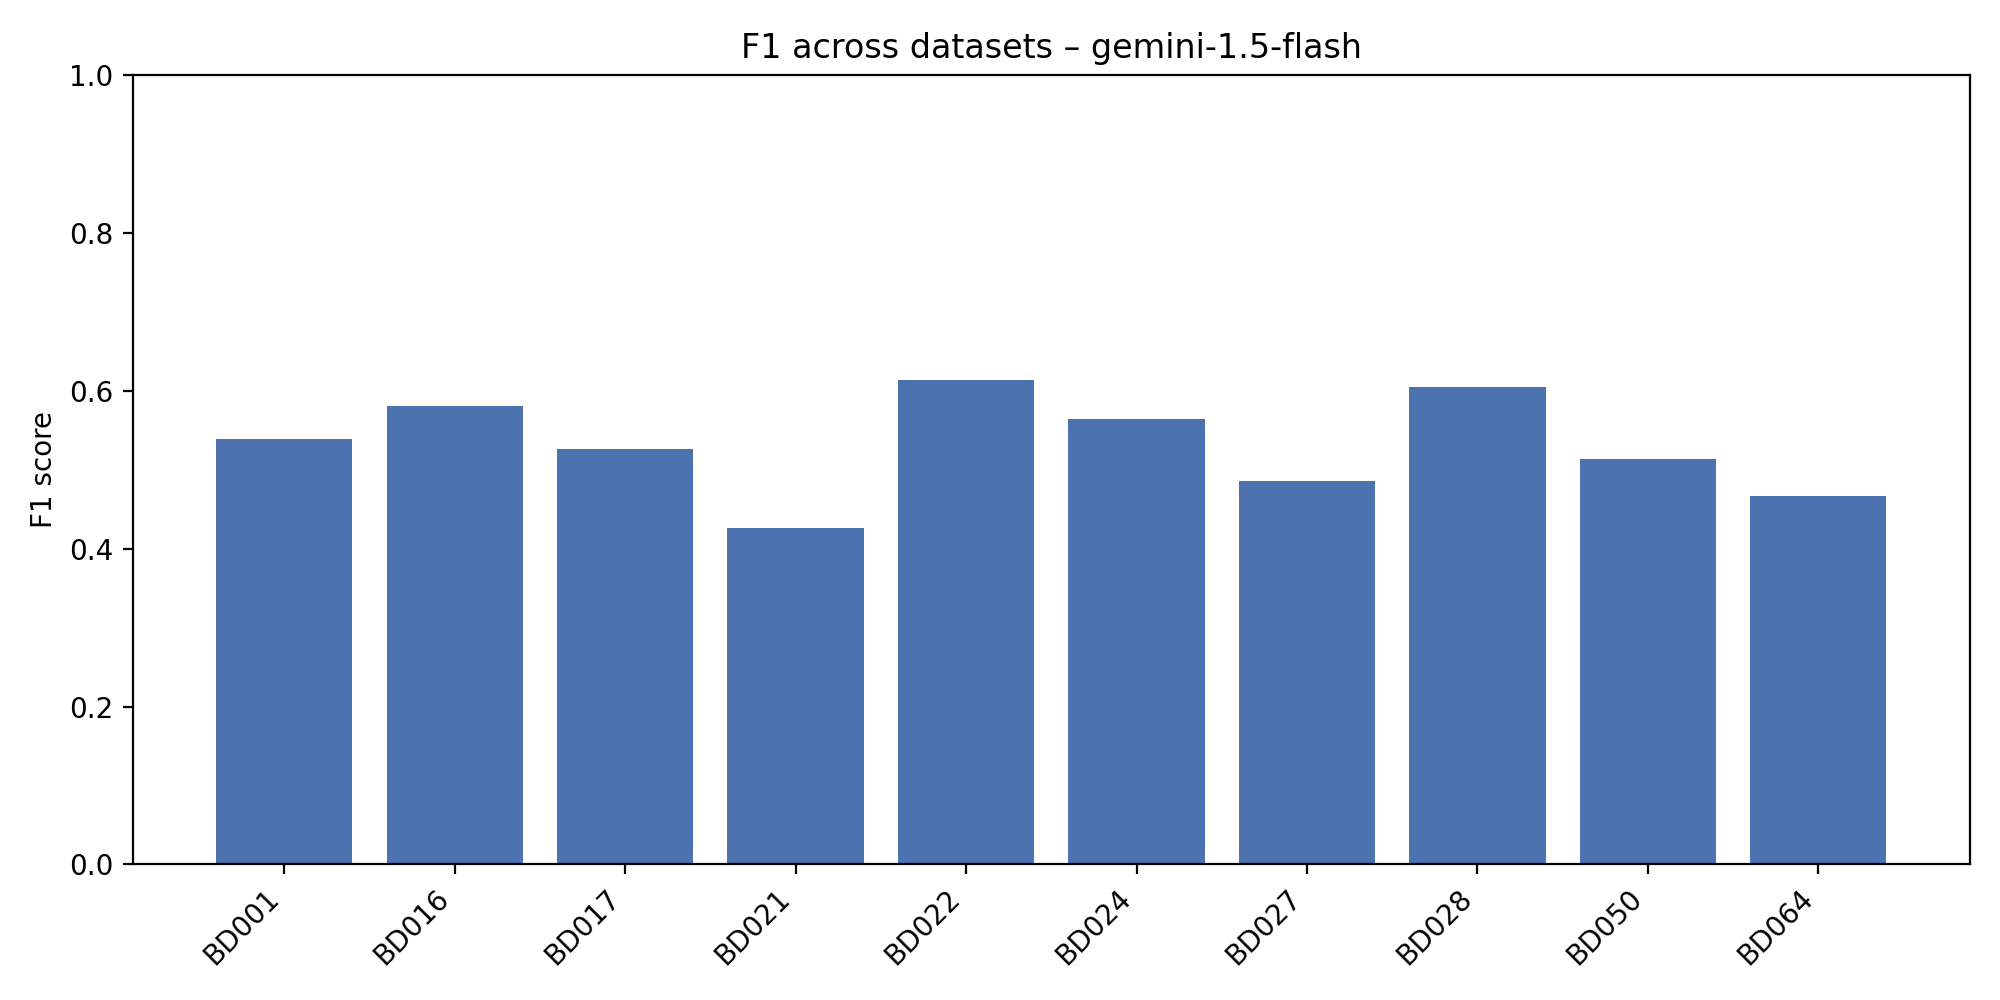 F1 across datasets – gemini-1.5-flash
1.0
0.8
0.6
0.4
0.2
0.0
F1 score
BD001
BD016
BD017
BD021
BD022
BD024
BD027
BD028
BD050
BD064